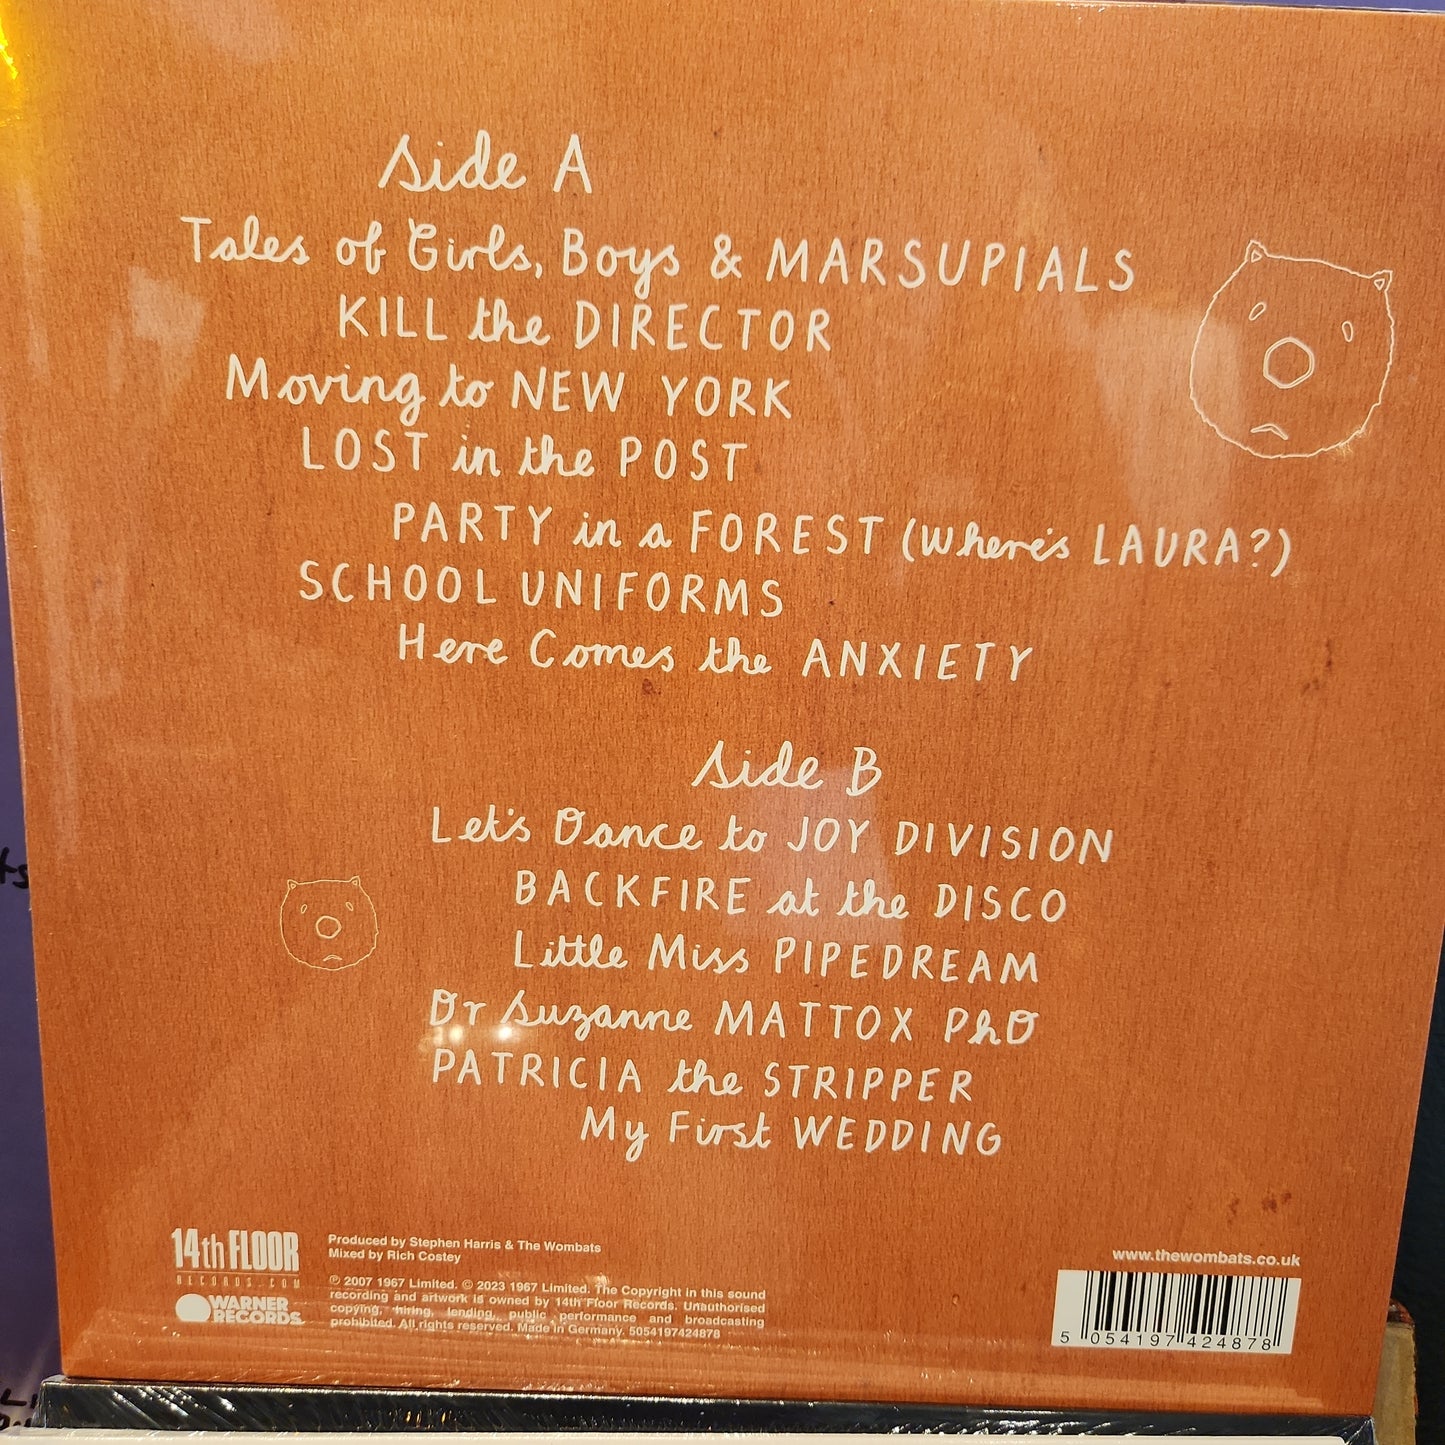 Side A
Tales of Girls, Boys & MARSUPIALS
KILL the DIRECTOR
Moving to NEW YORK
LOST in the POST
PARTY in a FOREST (Where's LAURA?)
SCHOOL UNIFORMS
Here Comes the ANXIETY
Side B
Let's Dance to JOY DIVISION
BACKFIRE at the DISCO
Little Miss PIPEDREAM
Dr Suzanne MATTOX PhD
PATRICIA the STRIPPER
My First WEDDING
14th FLOOR
RECORDS.COM
WARNER
RECORDS
Produced by Stephen Harris & The Wombats
Mixed by Rich Costey
℗ 2007 1967 Limited. © 2023 1967 Limited. The Copyright in this sound
recording and artwork is owned by 14th Floor Records. Unauthorised
copying, hiring, lending, public performance and broadcasting
prohibited. All rights reserved. Made in Germany. 5054197424878
www.thewombats.co.uk
5 054197 424878